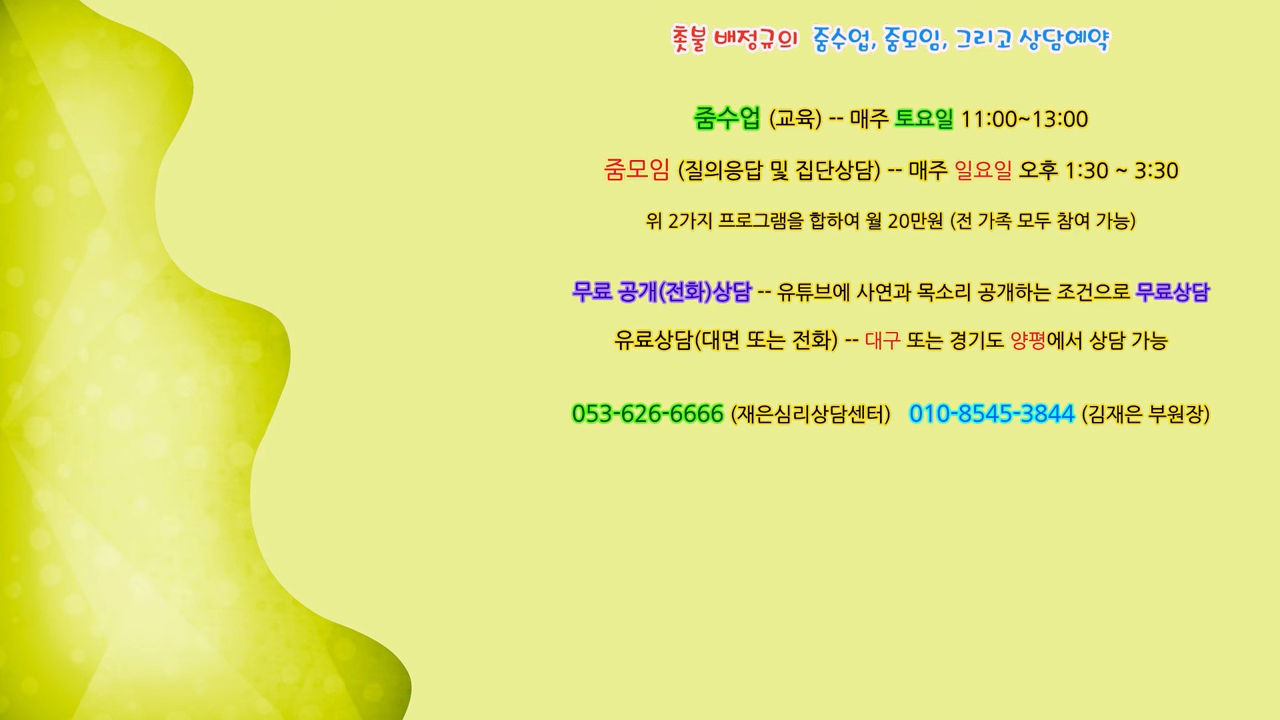 촛불 배정규의 줌수업, 줌모임, 그리고 상담예약
줌수업 (교육) -- 매주 토요일 11:00~13:00
줌모임 (질의응답 및 집단상담) -- 매주 일요일 오후 1:30 ~ 3:30
위 2가지 프로그램을 합하여 월 20만원 (전 가족 모두 참여 가능)
무료 공개(전화)상담 -- 유튜브에 사연과 목소리 공개하는 조건으로 무료상담
유료상담(대면 또는 전화) -- 대구 또는 경기도 양평에서 상담 가능
053-626-6666 (재은심리상담센터) 010-8545-3844 (김재은 부원장)